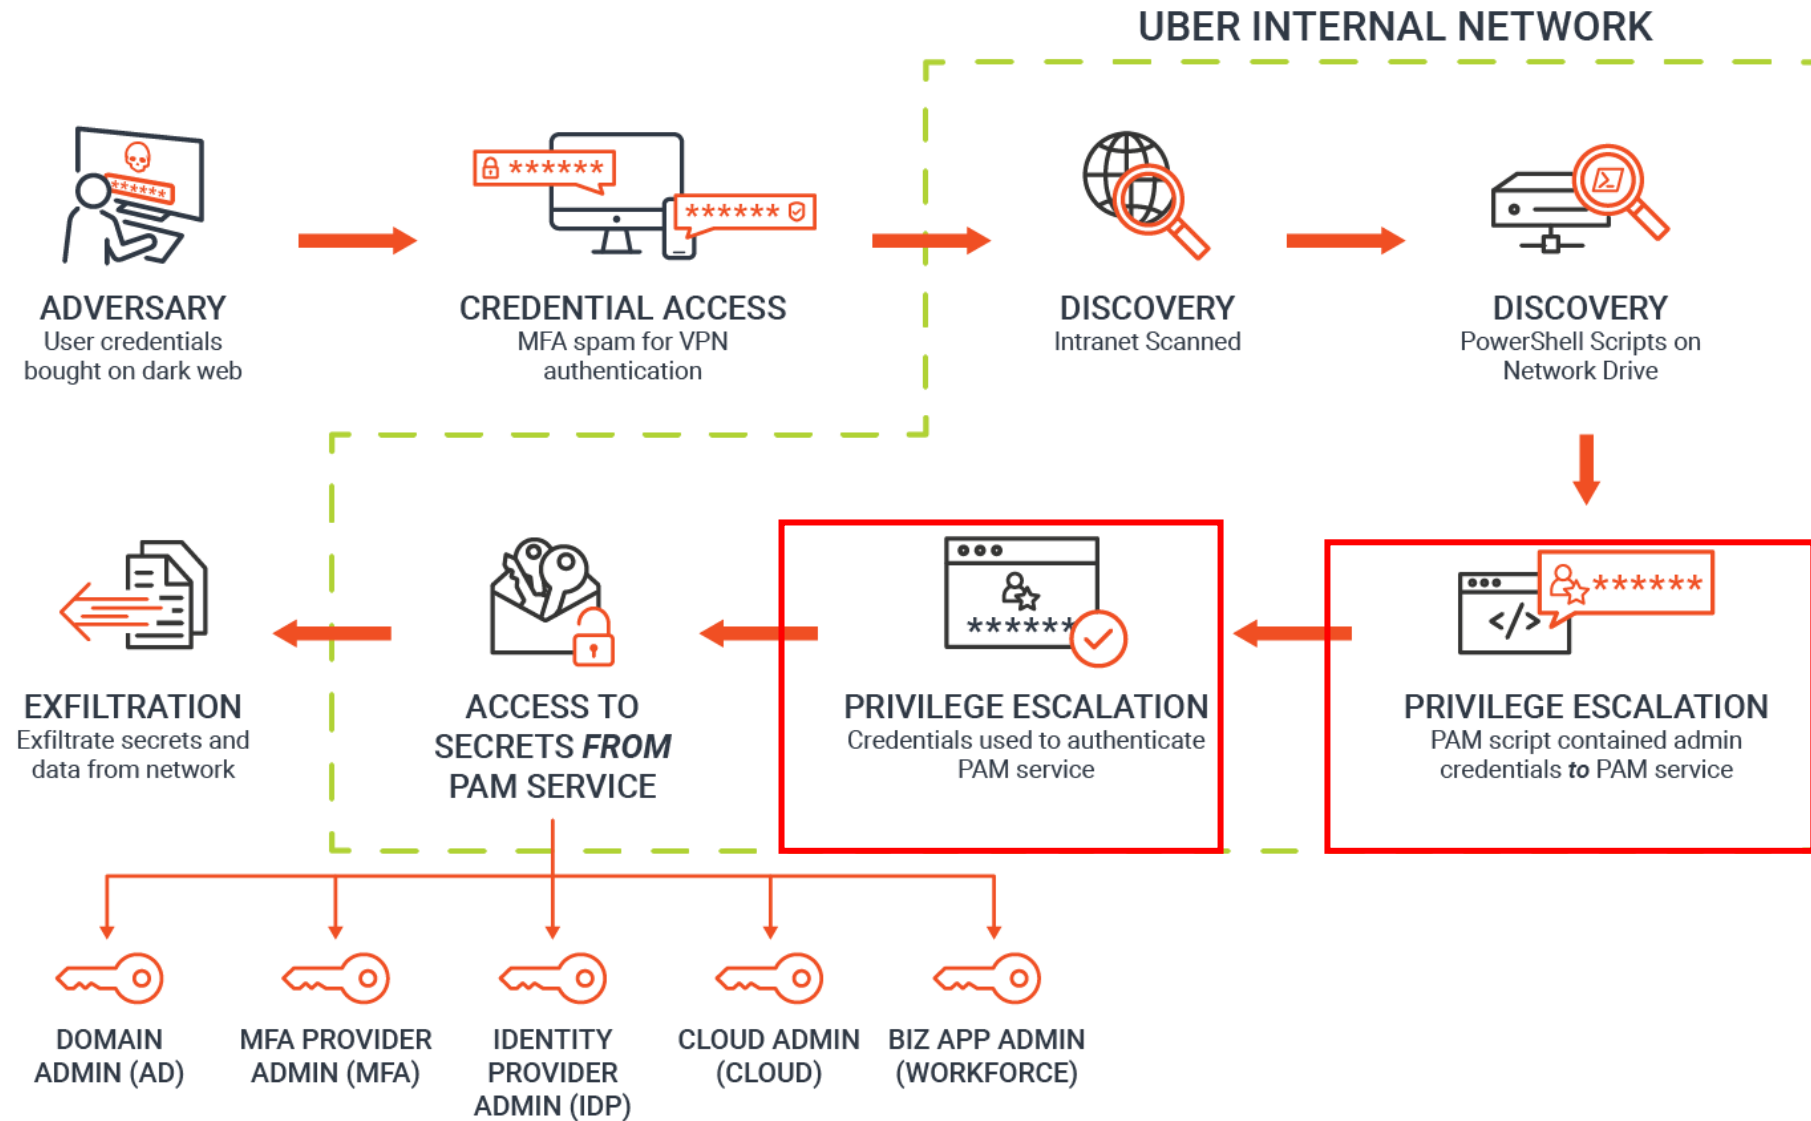 UBER INTERNAL NETWORK
******
******
******
ADVERSARY
User credentials
bought on dark web
CREDENTIAL ACCESS
MFA spam for VPN
authentication
DISCOVERY
Intranet Scanned
DISCOVERY
PowerShell Scripts on
Network Drive
******
</>
******
EXFILTRATION
Exfiltrate secrets and
data from network
ACCESS TO
SECRETS FROM
PAM SERVICE
PRIVILEGE ESCALATION
Credentials used to authenticate
PAM service
PRIVILEGE ESCALATION
PAM script contained admin
credentials to PAM service
DOMAIN
ADMIN (AD)
MFA PROVIDER
ADMIN (MFA)
IDENTITY
PROVIDER
ADMIN (IDP)
CLOUD ADMIN
(CLOUD)
BIZ APP ADMIN
(WORKFORCE)